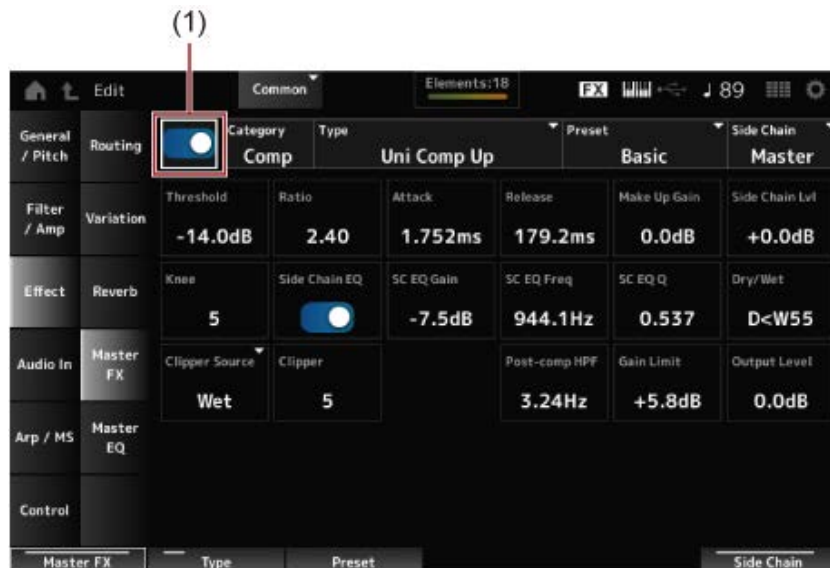 (1)
Edit
Common
Elements:18
FX
89
General / Pitch
Routing
Category
Comp
Type
Uni Comp Up
Preset
Basic
Side Chain
Master
Filter / Amp
Variation
Threshold
-14.0dB
Ratio
2.40
Attack
1.752ms
Release
179.2ms
Make Up Gain
0.0dB
Side Chain Lvl
+0.0dB
Effect
Reverb
Knee
5
Side Chain EQ
SC EQ Gain
-7.5dB
SC EQ Freq
944.1Hz
SC EQ Q
0.537
Dry/Wet
D<W55
Audio In
Master FX
Clipper Source
Wet
Clipper
5
Post-comp HPF
3.24Hz
Gain Limit
+5.8dB
Output Level
0.0dB
Arp / MS
Master EQ
Control
Master FX
Type
Preset
Side Chain